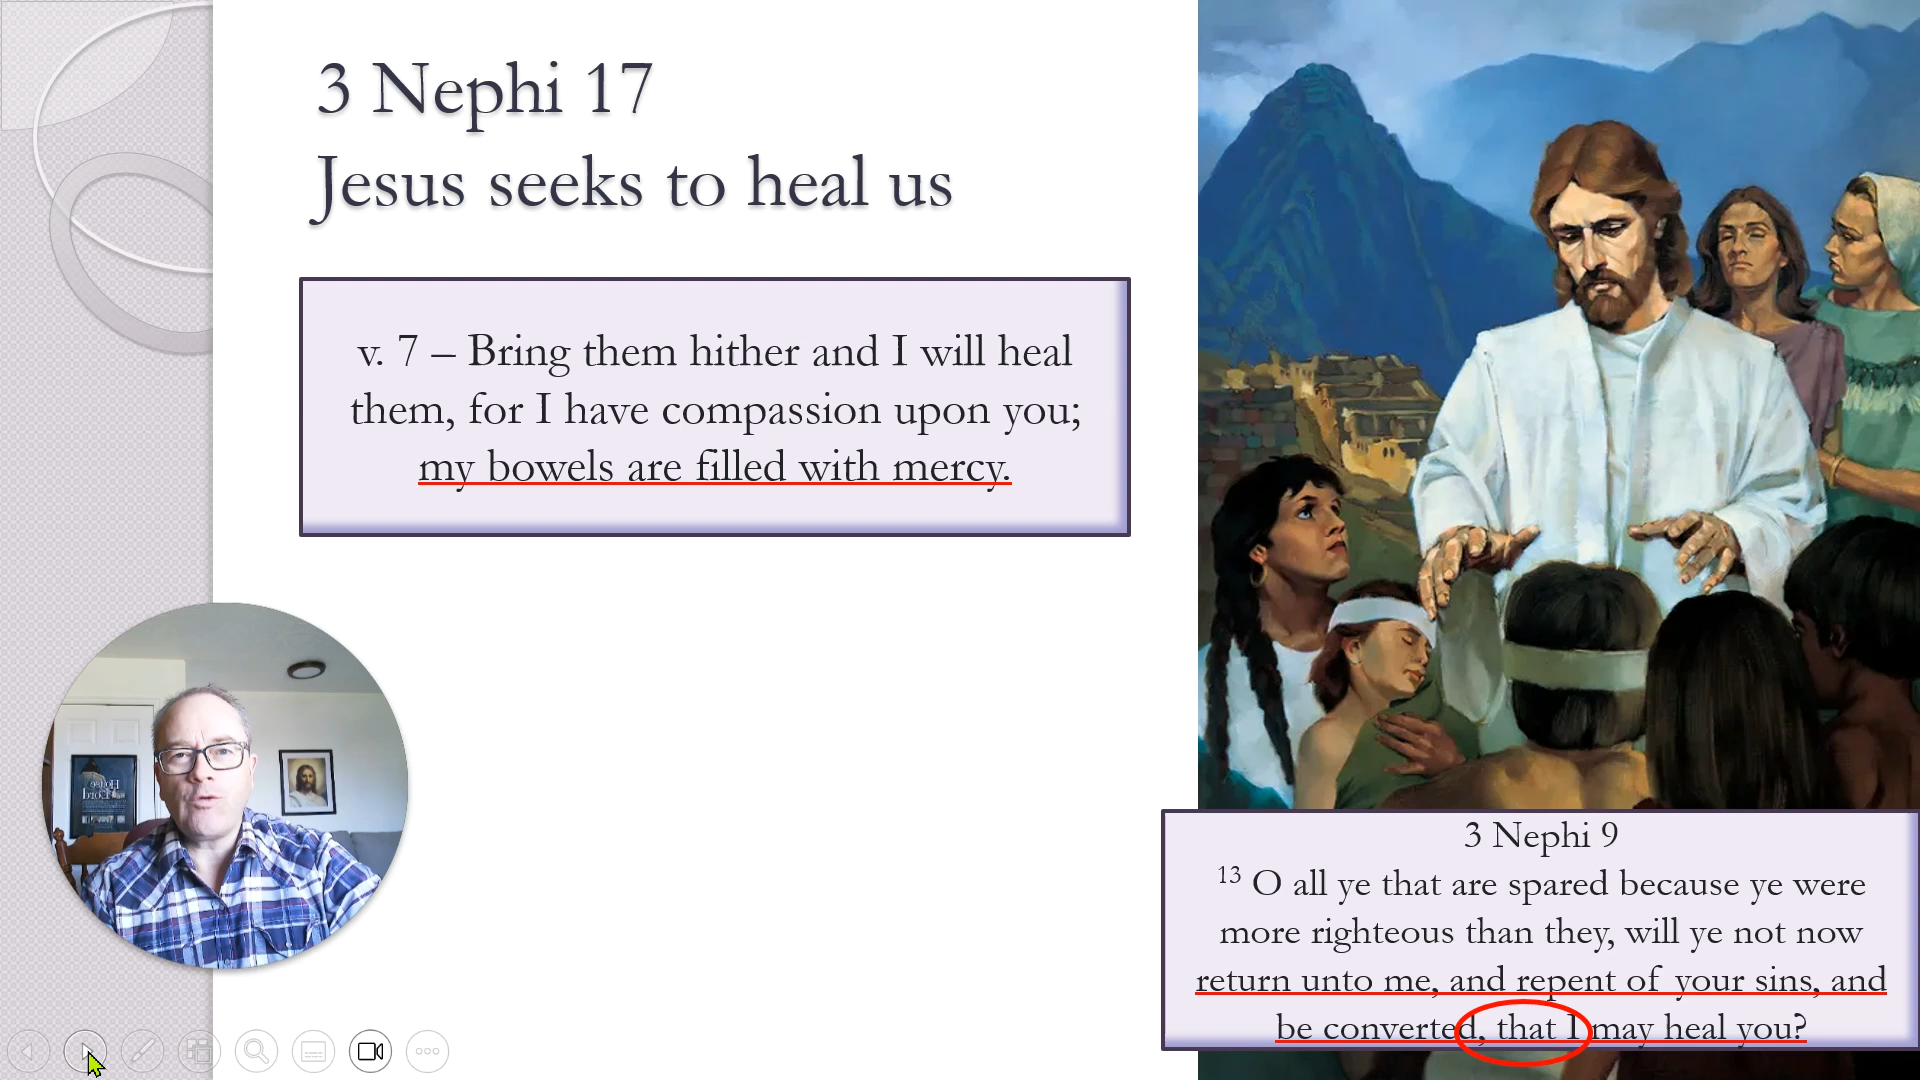 3 Nephi 17
Jesus seeks to heal us
v. 7 – Bring them hither and I will heal
them, for I have compassion upon you;
my bowels are filled with mercy.
House
Lord
3 Nephi 9
13 O all ye that are spared because ye were
more righteous than they, will ye not now
return unto me, and repent of your sins, and
be converted, that I may heal you?